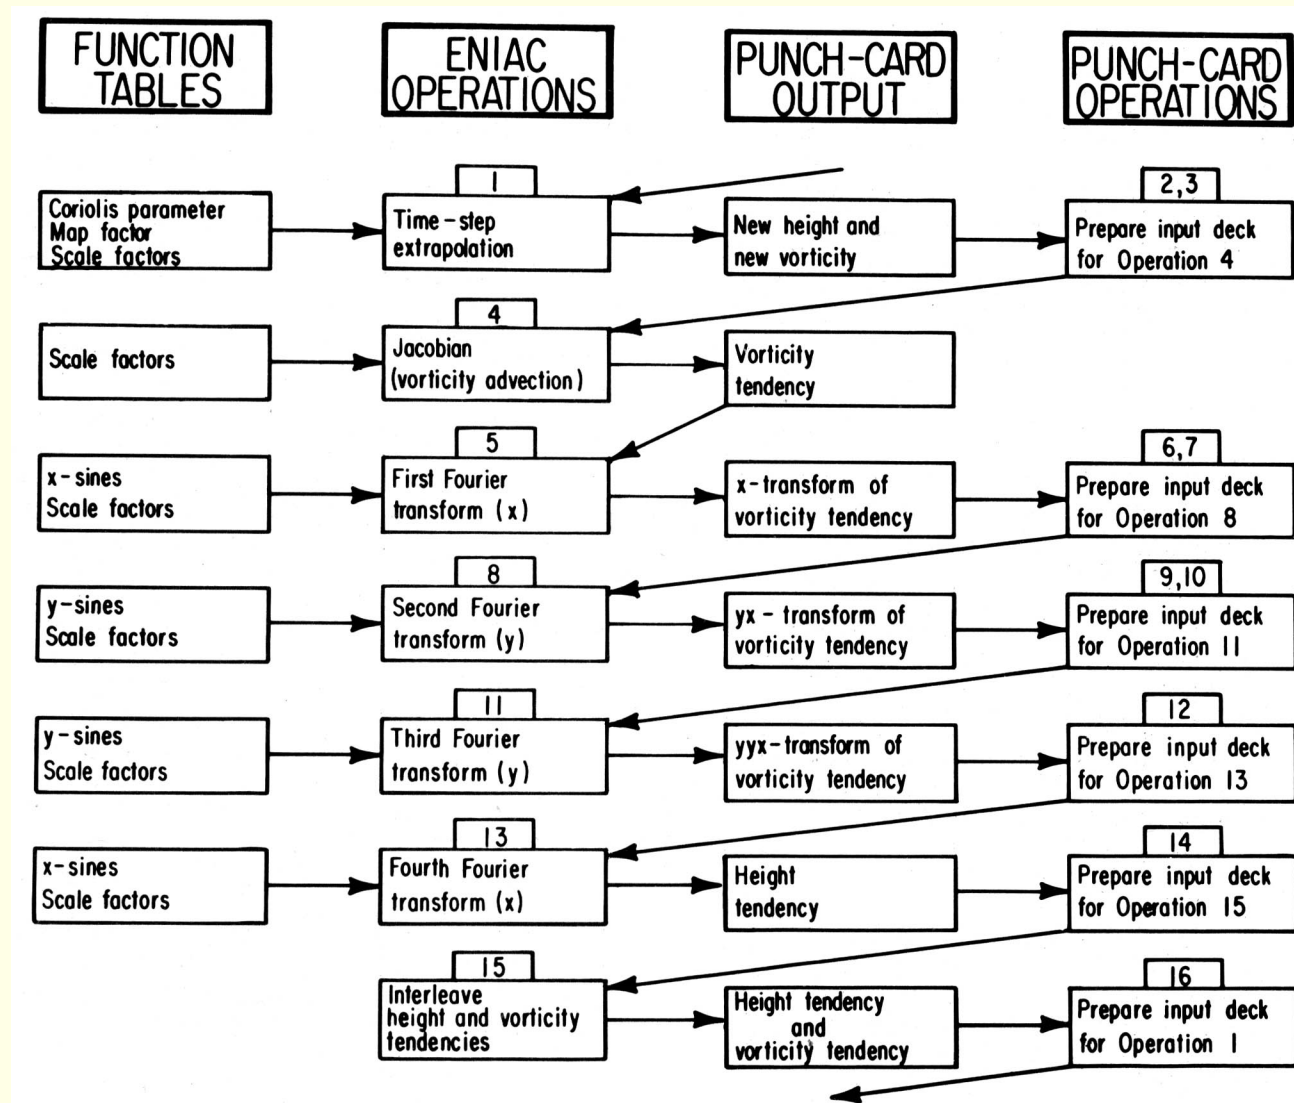 FUNCTION
TABLES
ENIAC
OPERATIONS
PUNCH-CARD
OUTPUT
PUNCH-CARD
OPERATIONS
Coriolis parameter
Map factor
Scale factors
1
Time-step
extrapolation
New height and
new vorticity
2,3
Prepare input deck
for Operation 4
Scale factors
4
Jacobian
(vorticity advection)
Vorticity
tendency
x-sines
Scale factors
5
First Fourier
transform (x)
x-transform of
vorticity tendency
6,7
Prepare input deck
for Operation 8
y-sines
Scale factors
8
Second Fourier
transform (y)
yx-transform of
vorticity tendency
9,10
Prepare input deck
for Operation 11
y-sines
Scale factors
11
Third Fourier
transform (y)
yyx-transform of
vorticity tendency
12
Prepare input deck
for Operation 13
x-sines
Scale factors
13
Fourth Fourier
transform (x)
Height
tendency
14
Prepare input deck
for Operation 15
15
Interleave
height and vorticity
tendencies
Height tendency
and
vorticity tendency
16
Prepare input deck
for Operation 1